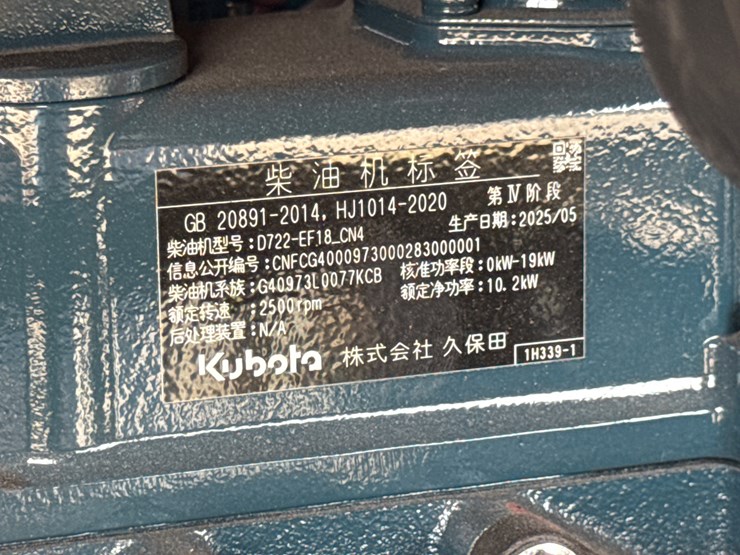 柴油机标签
GB 20891-2014, HJ1014-2020 第Ⅳ阶段
柴油机型号:D722-EF18_CN4 生产日期:2025/05
信息公开编号:CNFCG40009730002830000​01
柴油机系族:G40973L0077KCB 核准功率段:0kW-19kW
额定转速 :2500rpm 额定净功率:10.2kW
后处理装置:N/A
Kubota 株式会社 久保田
1H339-1